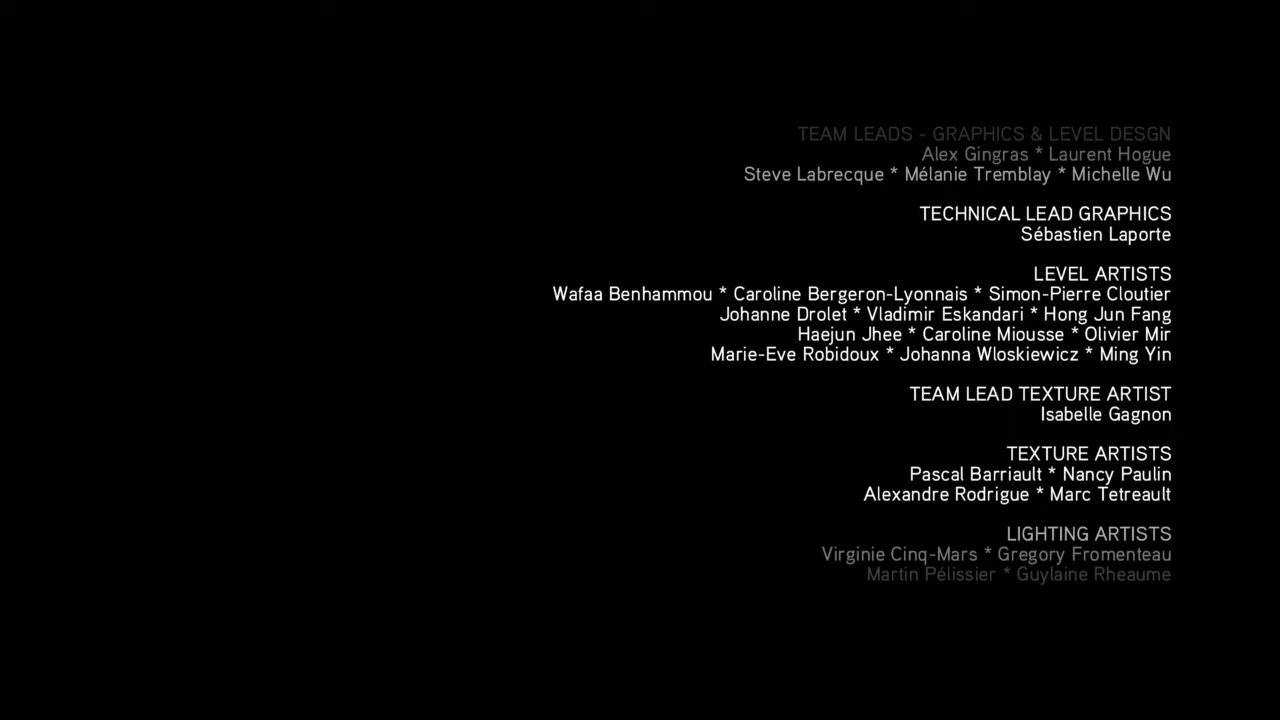 TEAM LEADS - GRAPHICS & LEVEL DESGN
Alex Gingras * Laurent Hogue
Steve Labrecque * Mélanie Tremblay * Michelle Wu
TECHNICAL LEAD GRAPHICS
Sébastien Laporte
LEVEL ARTISTS
Wafaa Benhammou * Caroline Bergeron-Lyonnais * Simon-Pierre Cloutier
Johanne Drolet * Vladimir Eskandari * Hong Jun Fang
Haejun Jhee * Caroline Miousse * Olivier Mir
Marie-Eve Robidoux * Johanna Wloskiewicz * Ming Yin
TEAM LEAD TEXTURE ARTIST
Isabelle Gagnon
TEXTURE ARTISTS
Pascal Barriault * Nancy Paulin
Alexandre Rodrigue * Marc Tetreault
LIGHTING ARTISTS
Virginie Cinq-Mars * Gregory Fromenteau
Martin Pélissier * Guylaine Rheaume